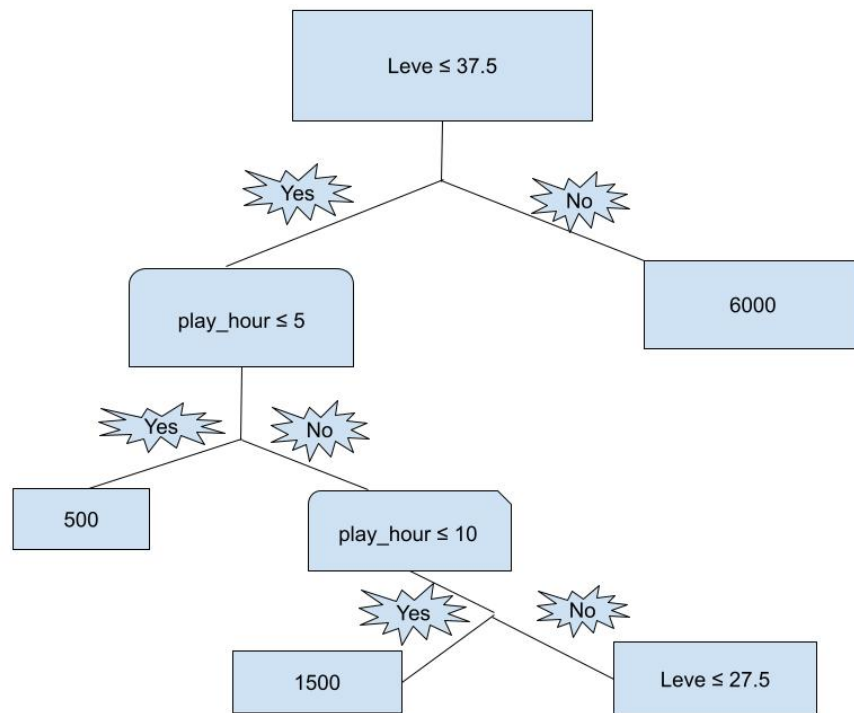 Leve ≤ 37.5
Yes
No
play_hour ≤ 5
6000
Yes
No
500
play_hour ≤ 10
Yes
No
1500
Leve ≤ 27.5